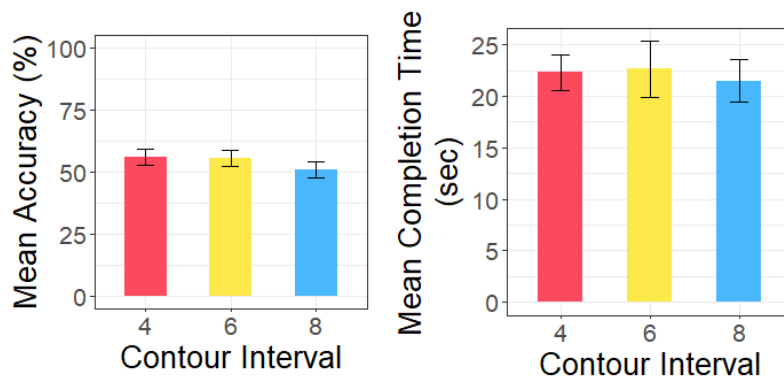 Mean Accuracy (%)
100
75
50
25
0
4 6 8
Contour Interval
Mean Completion Time
(sec)
25
20
15
10
5
0
4 6 8
Contour Interval